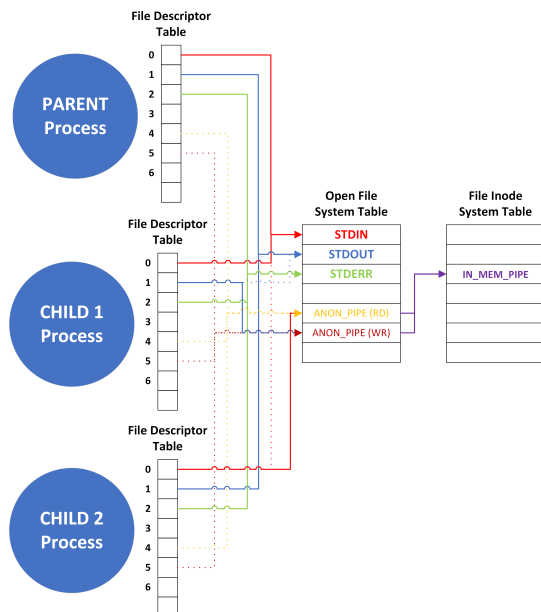 File Descriptor
Table
0
1
2
3
4
5
6
PARENT
Process
Open File
System Table
STDIN
STDOUT
STDERR
ANON_PIPE (RD)
ANON_PIPE (WR)
File Inode
System Table
IN_MEM_PIPE
File Descriptor
Table
0
1
2
3
4
5
6
CHILD 1
Process
File Descriptor
Table
0
1
2
3
4
5
6
CHILD 2
Process